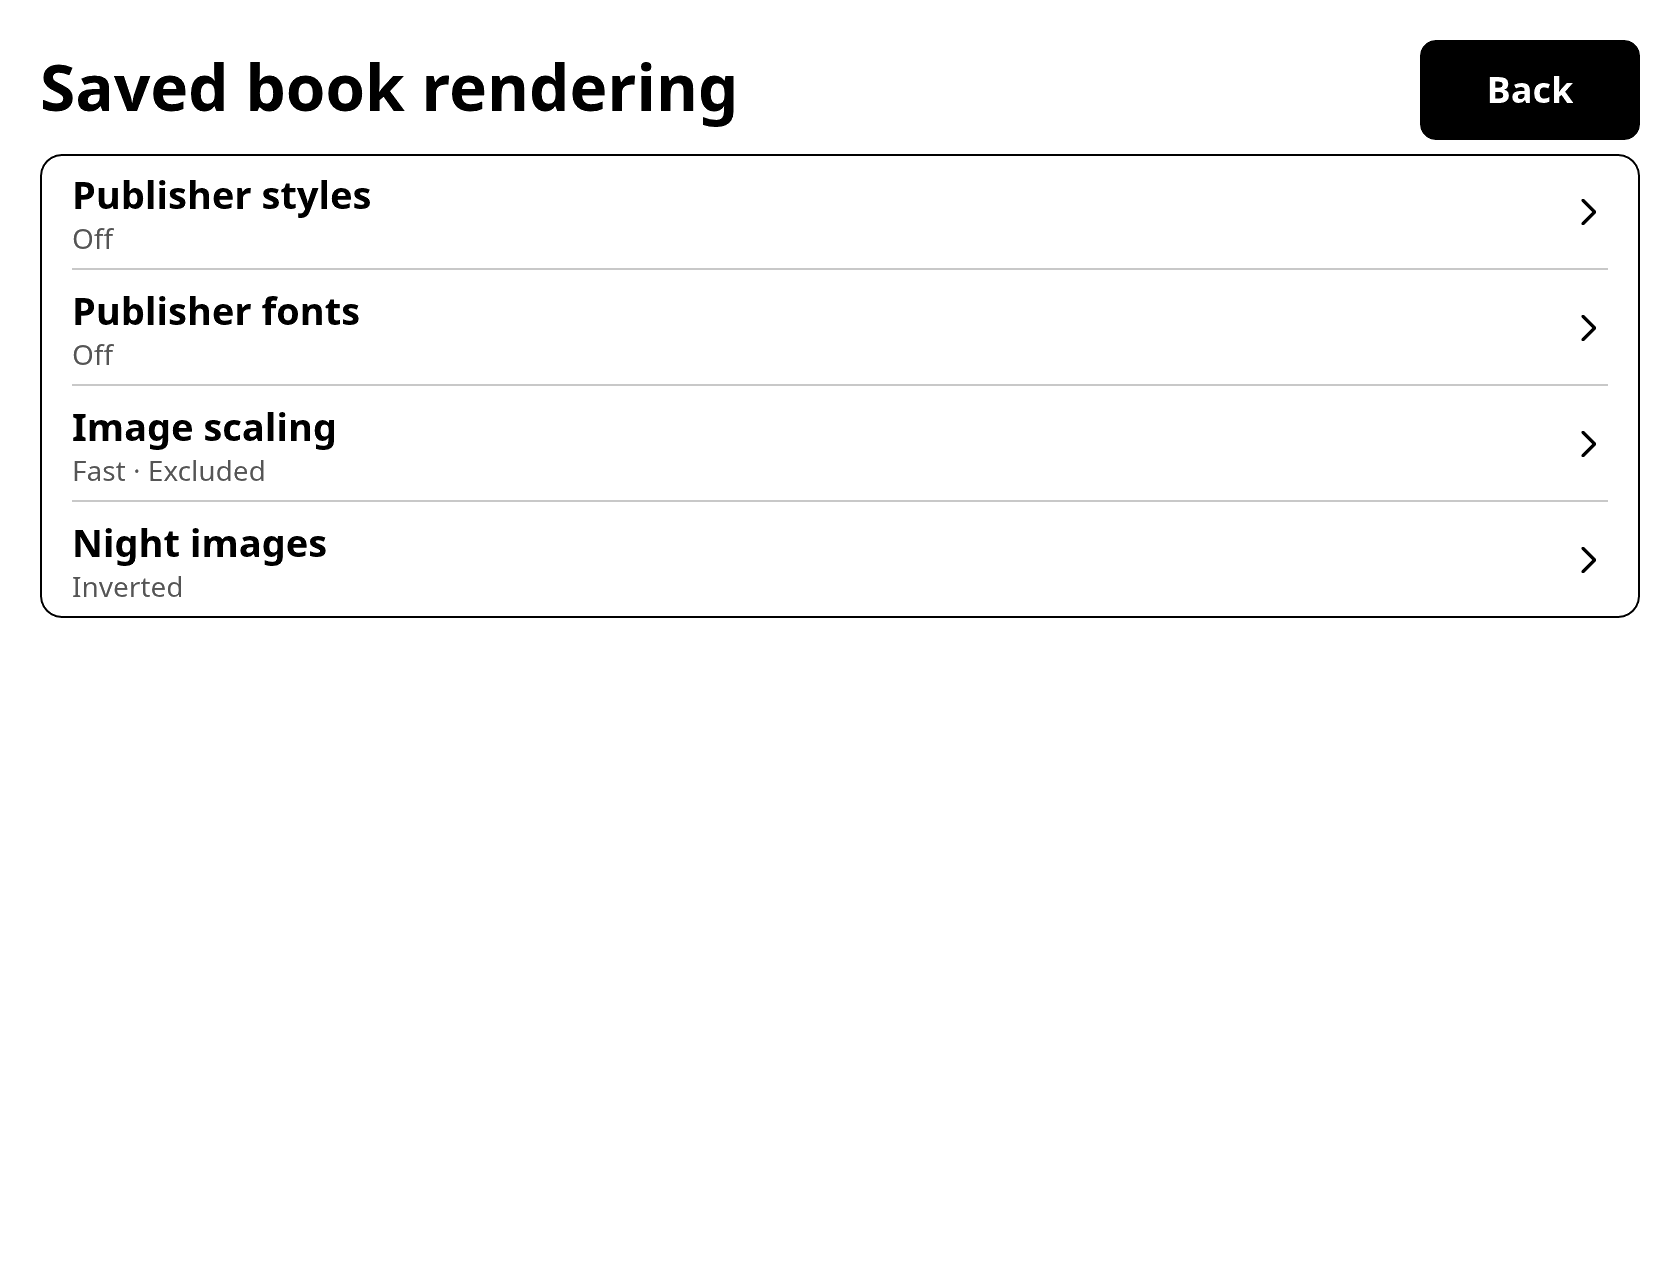 Saved book rendering
Back
Publisher styles
Off
Publisher fonts
Off
Image scaling
Fast · Excluded
Night images
Inverted